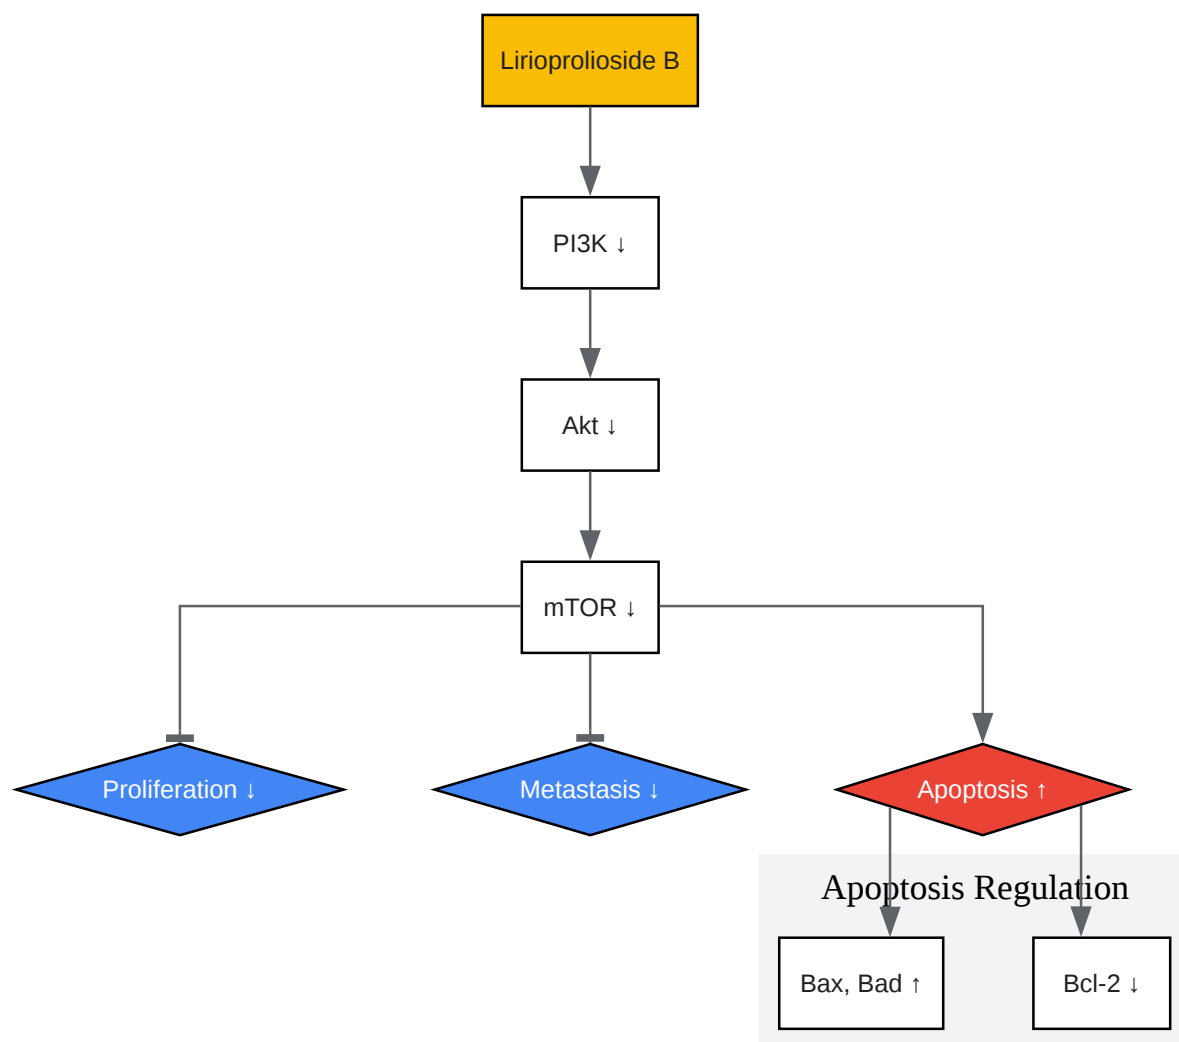 Lirioprolioside B
PI3K ↓
Akt ↓
mTOR ↓
Proliferation ↓
Metastasis ↓
Apoptosis ↑
Apoptosis Regulation
Bax, Bad ↑
Bcl-2 ↓